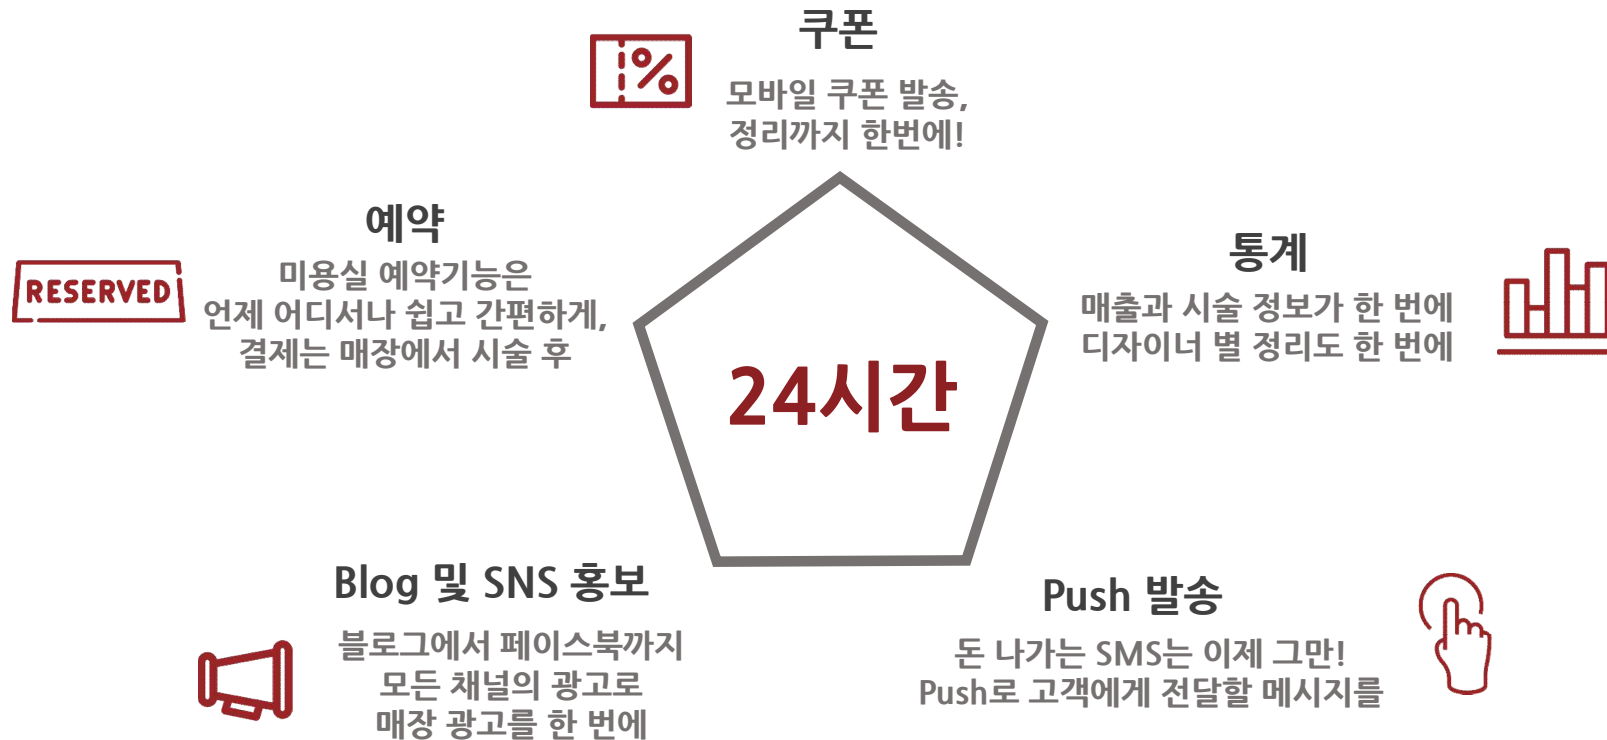 쿠폰
모바일 쿠폰 발송,
정리까지 한번에!
예약
RESERVED
미용실 예약기능은
언제 어디서나 쉽고 간편하게,
결제는 매장에서 시술 후
통계
매출과 시술 정보가 한 번에
디자이너 별 정리도 한 번에
24시간
Blog 및 SNS 홍보
블로그에서 페이스북까지
모든 채널의 광고로
매장 광고를 한 번에
Push 발송
돈 나가는 SMS는 이제 그만!
Push로 고객에게 전달할 메시지를